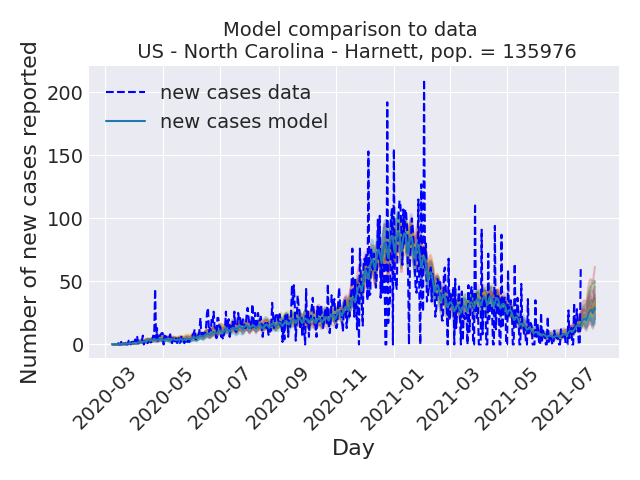 Model comparison to data
US - North Carolina - Harnett, pop. = 135976
Number of new cases reported
200
150
100
50
0
new cases data
new cases model
2020-03
2020-05
2020-07
2020-09
2020-11
2021-01
2021-03
2021-05
2021-07
Day